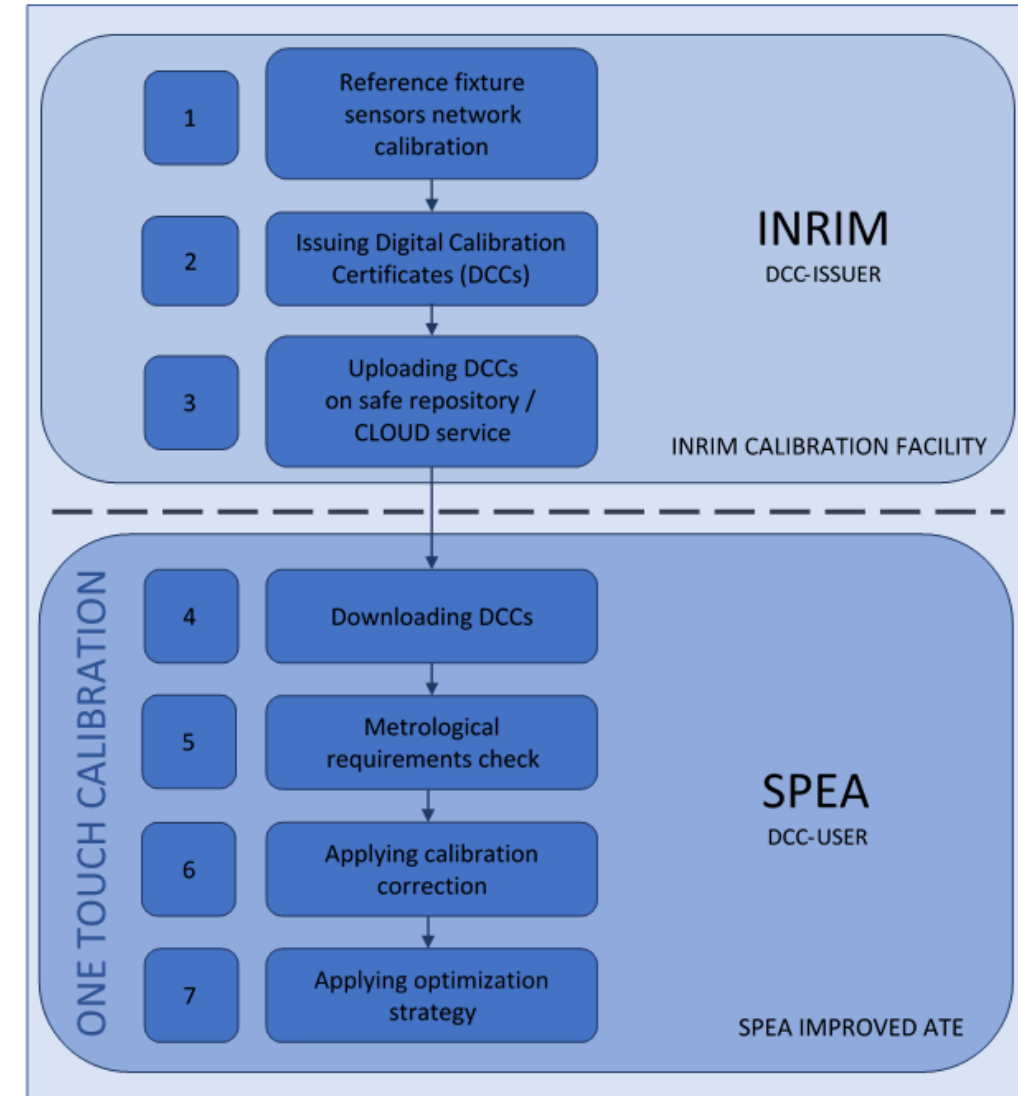 1
Reference fixture
sensors network
calibration
2
Issuing Digital Calibration
Certificates (DCCs)
3
Uploading DCCs
on safe repository /
CLOUD service
INRIM
DCC-ISSUER
INRIM CALIBRATION FACILITY
ONE TOUCH CALIBRATION
4
Downloading DCCs
5
Metrological
requirements check
6
Applying calibration
correction
7
Applying optimization
strategy
SPEA
DCC-USER
SPEA IMPROVED ATE